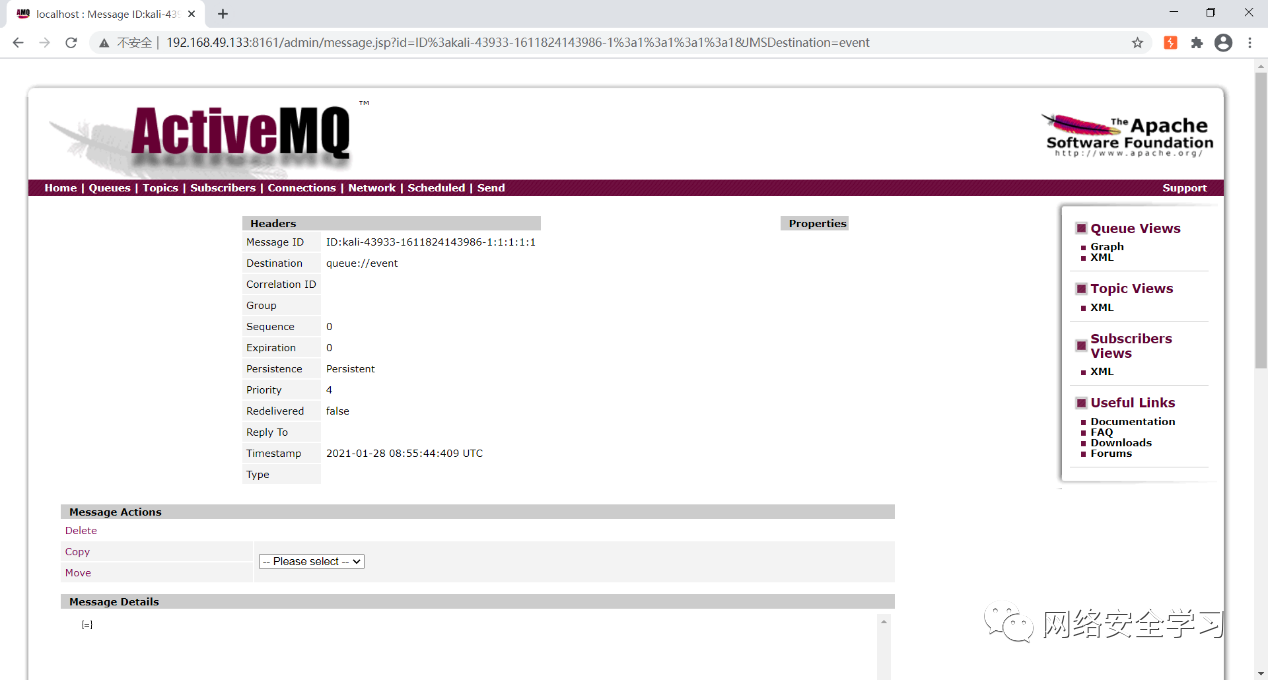 localhost : Message ID:kali-439
不安全 | 192.168.49.133:8161/admin/message.jsp?id=ID%3akali-43933-1611824143986-1%3a1%3a1%3a1%3a1&JMSDestination=event
ActiveMQ™
The Apache
Software Foundation
http://www.apache.org/
Home | Queues | Topics | Subscribers | Connections | Network | Scheduled | Send
Support
Headers
Message ID ID:kali-43933-1611824143986-1:1:1:1:1
Destination queue://event
Correlation ID
Group
Sequence 0
Expiration 0
Persistence Persistent
Priority 4
Redelivered false
Reply To
Timestamp 2021-01-28 08:55:44:409 UTC
Type
Properties
Queue Views
Graph
XML
Topic Views
XML
Subscribers
Views
XML
Useful Links
Documentation
FAQ
Downloads
Forums
Message Actions
Delete
Copy
-- Please select --
Move
Message Details
[=]
网络安全学习